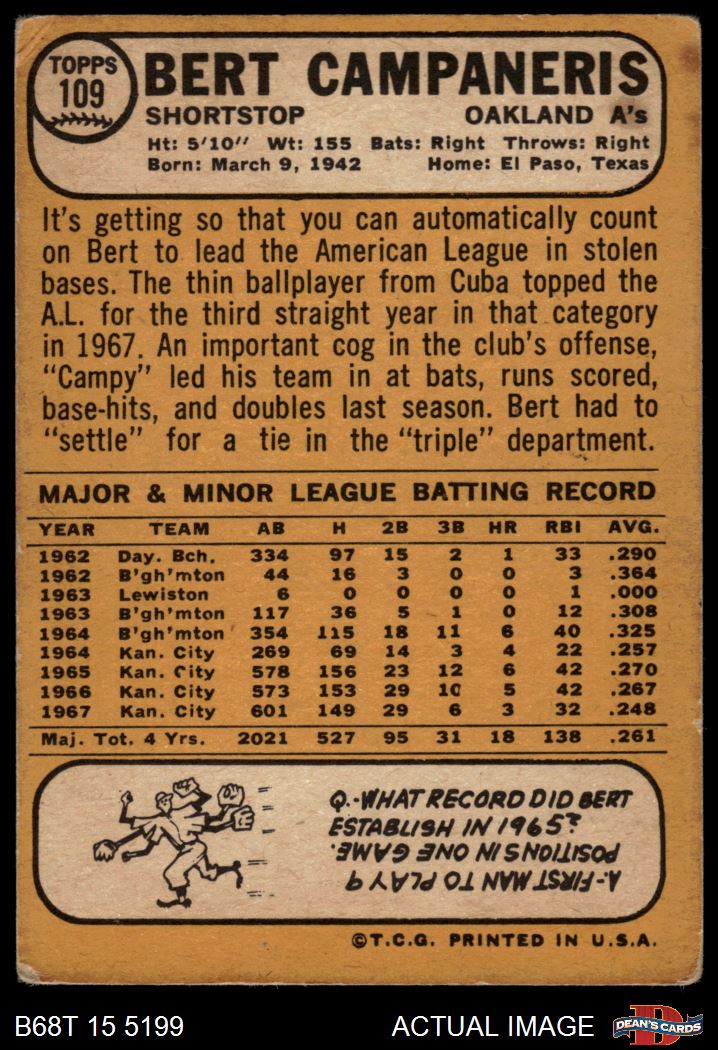 TOPPS
109
BERT CAMPANERIS
SHORTSTOP OAKLAND A's
Ht: 5'10" Wt: 155 Bats: Right Throws: Right
Born: March 9, 1942 Home: El Paso, Texas
It's getting so that you can automatically count
on Bert to lead the American League in stolen
bases. The thin ballplayer from Cuba topped the
A.L. for the third straight year in that category
in 1967. An important cog in the club's offense,
"Campy" led his team in at bats, runs scored,
base-hits, and doubles last season. Bert had to
"settle" for a tie in the "triple" department.
MAJOR & MINOR LEAGUE BATTING RECORD
YEAR TEAM AB H 2B 3B HR RBI AVG.
1962 Day. Bch. 334 97 15 2 1 33 .290
1962 B'gh'mton 44 16 3 0 0 3 .364
1963 Lewiston 6 0 0 0 0 1 .000
1963 B'gh'mton 117 36 5 1 0 12 .308
1964 B'gh'mton 354 115 18 11 6 40 .325
1964 Kan. City 269 69 14 3 4 22 .257
1965 Kan. City 578 156 23 12 6 42 .270
1966 Kan. City 573 153 29 10 5 42 .267
1967 Kan. City 601 149 29 6 3 32 .248
Maj. Tot. 4 Yrs. 2021 527 95 31 18 138 .261
Q.-WHAT RECORD DID BERT
ESTABLISH IN 1965?
A.-FIRST MAN TO PLAY 9
POSITIONS IN ONE GAME.
©T.C.G. PRINTED IN U.S.A.
B68T 15 5199 ACTUAL IMAGE DEAN'S CARDS